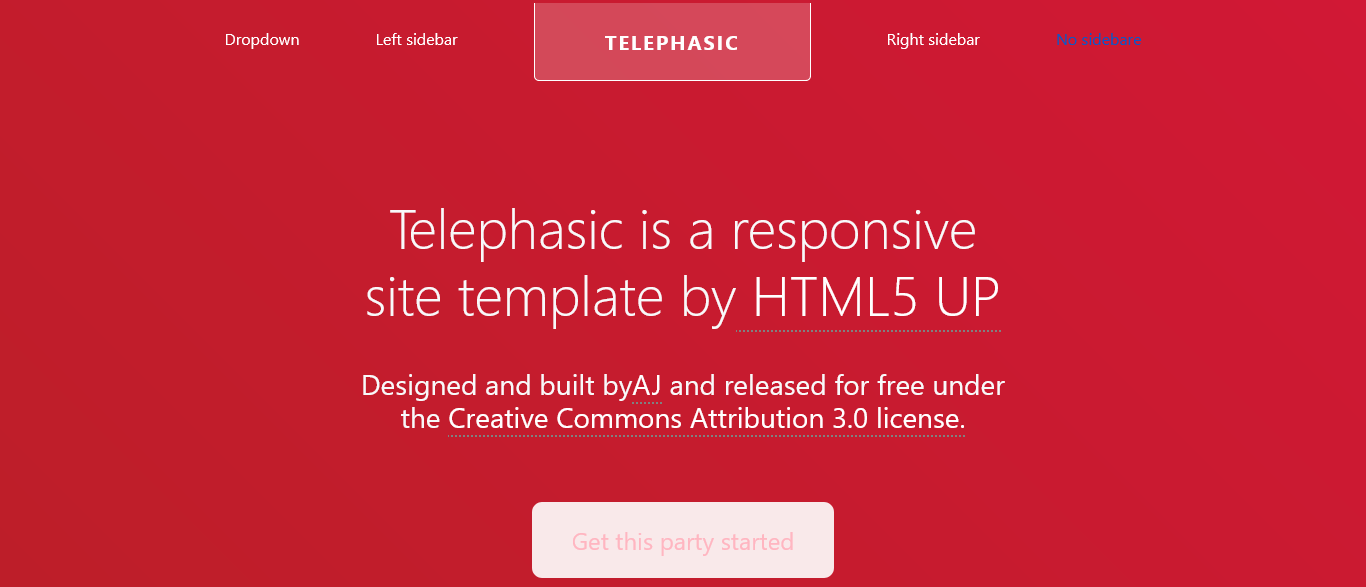 Dropdown
Left sidebar
TELEPHASIC
Right sidebar
No sidebare
Telephasic is a responsive
site template by HTML5 UP
Designed and built byAJ and released for free under
the Creative Commons Attribution 3.0 license.
Get this party started